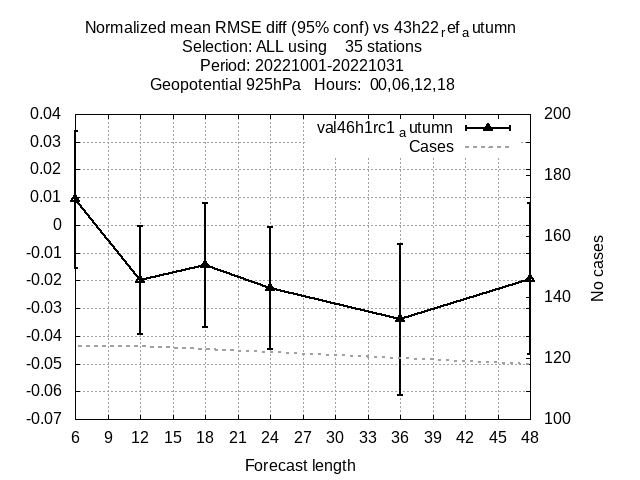 Normalized mean RMSE diff (95% conf) vs 43h22refautumn
Selection: ALL using    35 stations
Period: 20221001-20221031
Geopotential 925hPa   Hours:  00,06,12,18
0.04
0.03
0.02
0.01
0
-0.01
-0.02
-0.03
-0.04
-0.05
-0.06
-0.07
val46h1rc1autumn
Cases
200
180
160
140
120
100
No cases
6 9 12 15 18 21 24 27 30 33 36 39 42 45 48
Forecast length